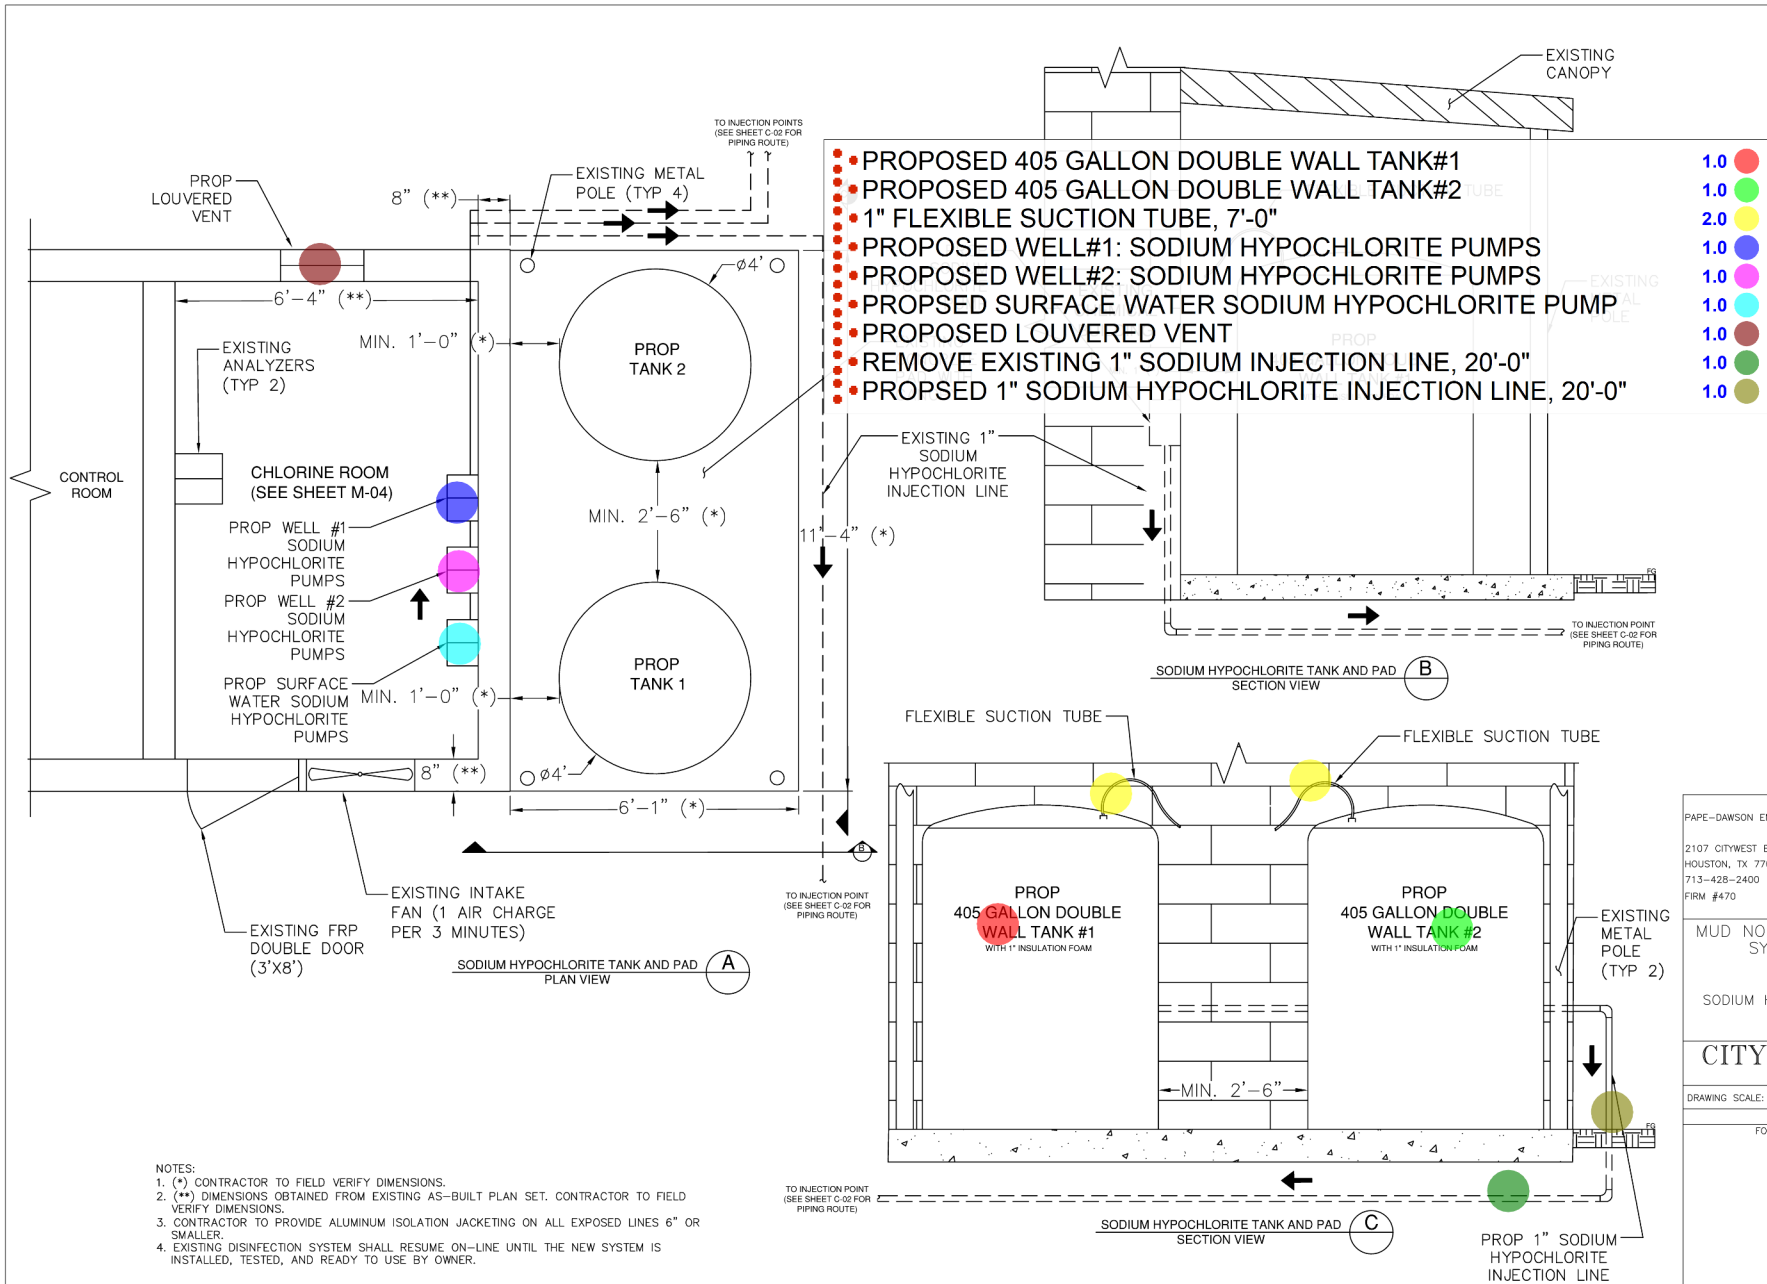 EXISTING
CANOPY
TO INJECTION POINTS
(SEE SHEET C-02 FOR
PIPING ROUTE)
PROP
LOUVERED
VENT
8" (**)
EXISTING METAL
POLE (TYP 4)
PROPOSED 405 GALLON DOUBLE WALL TANK#1 1.0
PROPOSED 405 GALLON DOUBLE WALL TANK#2 1.0
1" FLEXIBLE SUCTION TUBE, 7'-0" 2.0
PROPOSED WELL#1: SODIUM HYPOCHLORITE PUMPS 1.0
PROPOSED WELL#2: SODIUM HYPOCHLORITE PUMPS 1.0
PROPSED SURFACE WATER SODIUM HYPOCHLORITE PUMP 1.0
PROPOSED LOUVERED VENT 1.0
REMOVE EXISTING 1" SODIUM INJECTION LINE, 20'-0" 1.0
PROPSED 1" SODIUM HYPOCHLORITE INJECTION LINE, 20'-0" 1.0
TUBE
EXISTING
METAL
POLE
PROP
6'-4" (**)
ø4'
MIN. 1'-0" (*)
PROP
TANK 2
EXISTING
ANALYZERS
(TYP 2)
CONTROL
ROOM
CHLORINE ROOM
(SEE SHEET M-04)
EXISTING 1"
SODIUM
HYPOCHLORITE
INJECTION LINE
MIN. 2'-6" (*)
11'-4" (*)
PROP WELL #1
SODIUM
HYPOCHLORITE
PUMPS
PROP WELL #2
SODIUM
HYPOCHLORITE
PUMPS
PROP SURFACE
WATER SODIUM
HYPOCHLORITE
PUMPS
MIN. 1'-0" (*)
PROP
TANK 1
8" (**)
ø4'
6'-1" (*)
B
FG
TO INJECTION POINT
(SEE SHEET C-02 FOR
PIPING ROUTE)
SODIUM HYPOCHLORITE TANK AND PAD
SECTION VIEW
B
EXISTING INTAKE
FAN (1 AIR CHARGE
PER 3 MINUTES)
EXISTING FRP
DOUBLE DOOR
(3'X8')
TO INJECTION POINT
(SEE SHEET C-02 FOR
PIPING ROUTE)
SODIUM HYPOCHLORITE TANK AND PAD
PLAN VIEW
A
FLEXIBLE SUCTION TUBE
FLEXIBLE SUCTION TUBE
PROP
405 GALLON DOUBLE
WALL TANK #1
WITH 1" INSULATION FOAM
PROP
405 GALLON DOUBLE
WALL TANK #2
WITH 1" INSULATION FOAM
EXISTING
METAL
POLE
(TYP 2)
MIN. 2'-6"
FG
TO INJECTION POINT
(SEE SHEET C-02 FOR
PIPING ROUTE)
SODIUM HYPOCHLORITE TANK AND PAD
SECTION VIEW
C
PROP 1" SODIUM
HYPOCHLORITE
INJECTION LINE
PAPE-DAWSON EN
2107 CITYWEST B
HOUSTON, TX 770
713-428-2400
FIRM #470
MUD NO
SY
SODIUM H
CITY
DRAWING SCALE:
FO
NOTES:
1. (*) CONTRACTOR TO FIELD VERIFY DIMENSIONS.
2. (**) DIMENSIONS OBTAINED FROM EXISTING AS-BUILT PLAN SET. CONTRACTOR TO FIELD
VERIFY DIMENSIONS.
3. CONTRACTOR TO PROVIDE ALUMINUM ISOLATION JACKETING ON ALL EXPOSED LINES 6" OR
SMALLER.
4. EXISTING DISINFECTION SYSTEM SHALL RESUME ON-LINE UNTIL THE NEW SYSTEM IS
INSTALLED, TESTED, AND READY TO USE BY OWNER.